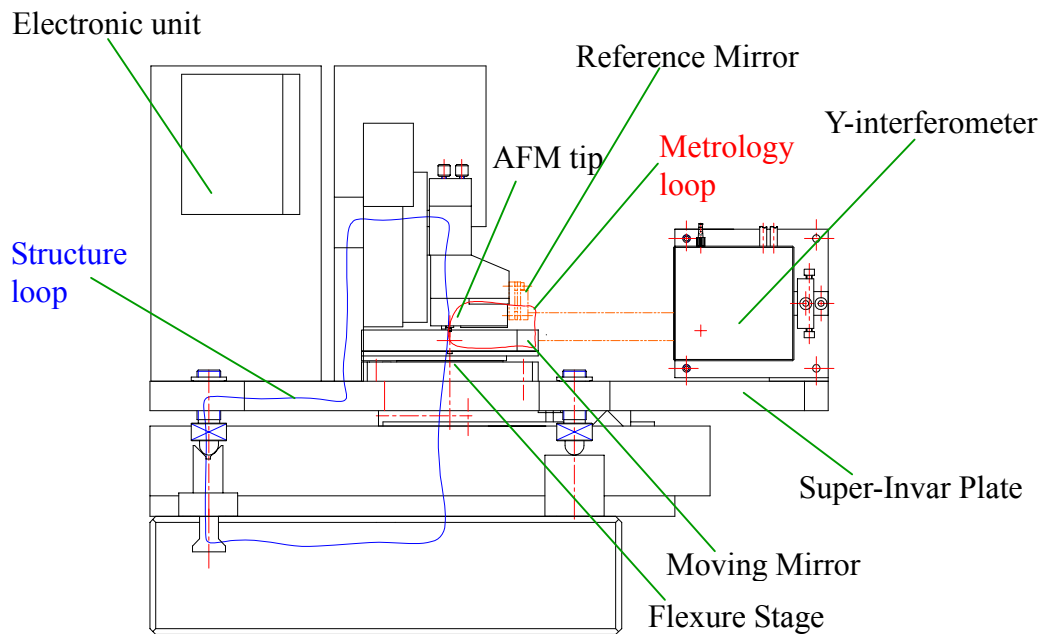 Electronic unit
Reference Mirror
Y-interferometer
AFM tip
Metrology
loop
Structure
loop
Super-Invar Plate
Moving Mirror
Flexure Stage